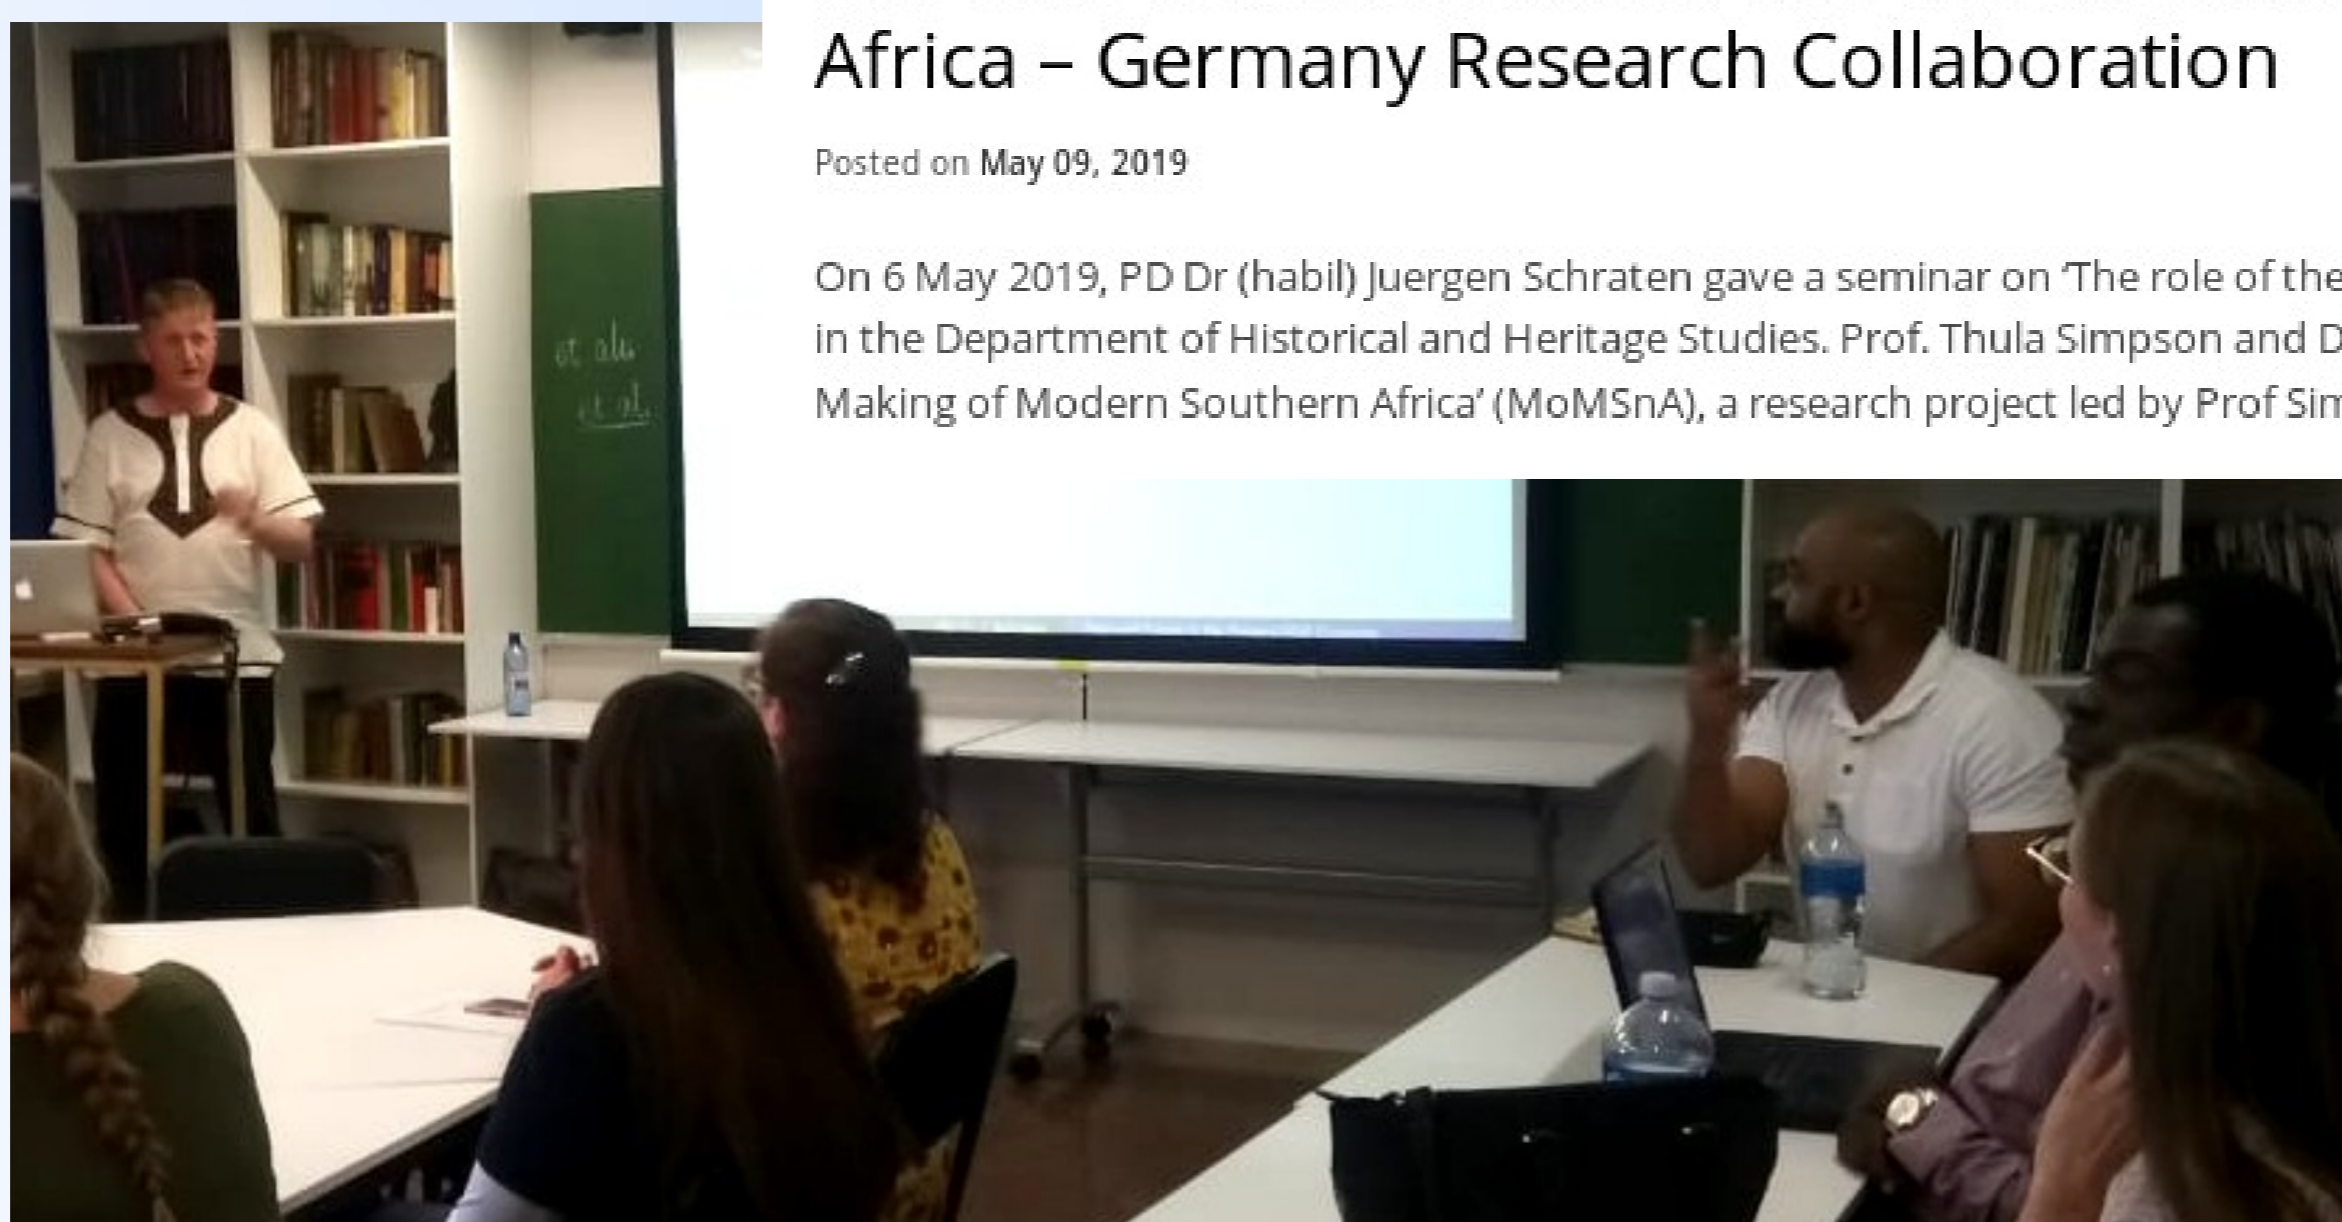 Africa – Germany Research Collaboration
Posted on May 09, 2019
On 6 May 2019, PD Dr (habil) Juergen Schraten gave a seminar on ‘The role of the
in the Department of Historical and Heritage Studies. Prof. Thula Simpson and D
Making of Modern Southern Africa’ (MoMSnA), a research project led by Prof Sim
et al.